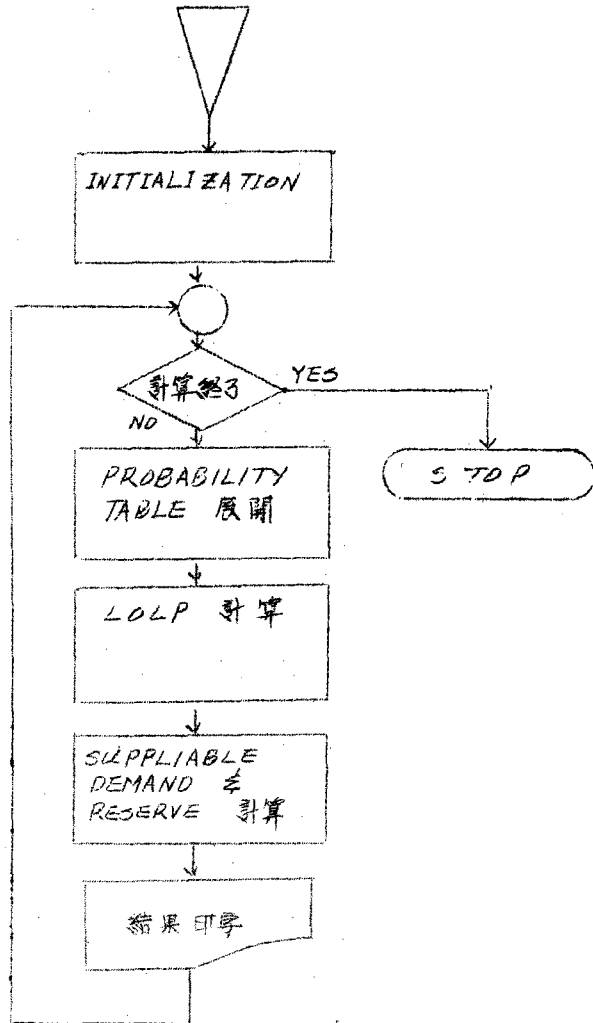 INITIALIZATION
計算終了
YES
NO
STOP
PROBABILITY
TABLE 展開
LOLP 計算
SUPPLIABLE
DEMAND &
RESERVE 計算
結果印字